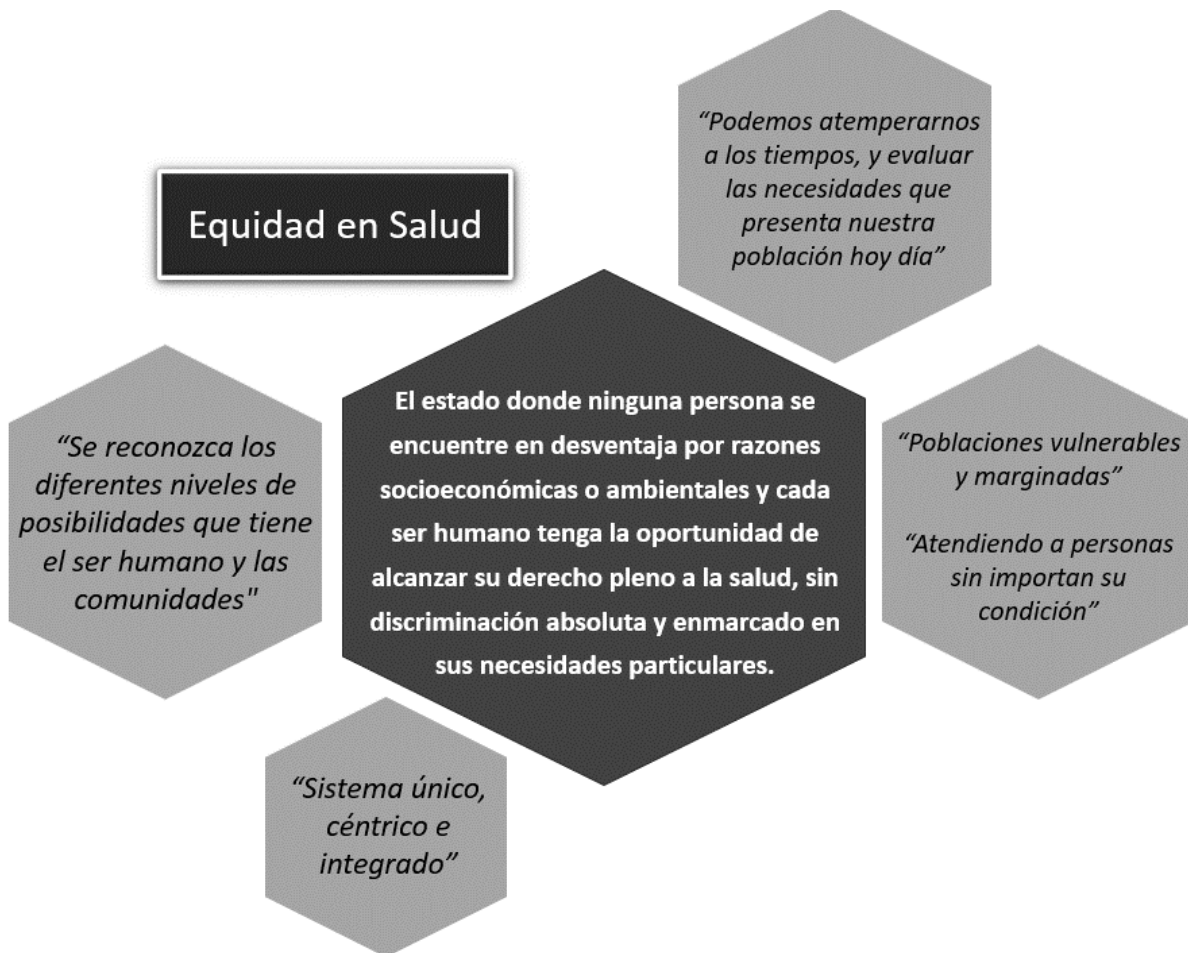 Equidad en Salud
“Podemos atemperarnos
a los tiempos, y evaluar
las necesidades que
presenta nuestra
población hoy día”
El estado donde ninguna persona se
encuentre en desventaja por razones
socioeconómicas o ambientales y cada
ser humano tenga la oportunidad de
alcanzar su derecho pleno a la salud, sin
discriminación absoluta y enmarcado en
sus necesidades particulares.
“Se reconozca los
diferentes niveles de
posibilidades que tiene
el ser humano y las
comunidades"
“Poblaciones vulnerables
y marginadas”
“Atendiendo a personas
sin importan su
condición”
“Sistema único,
céntrico e
integrado”